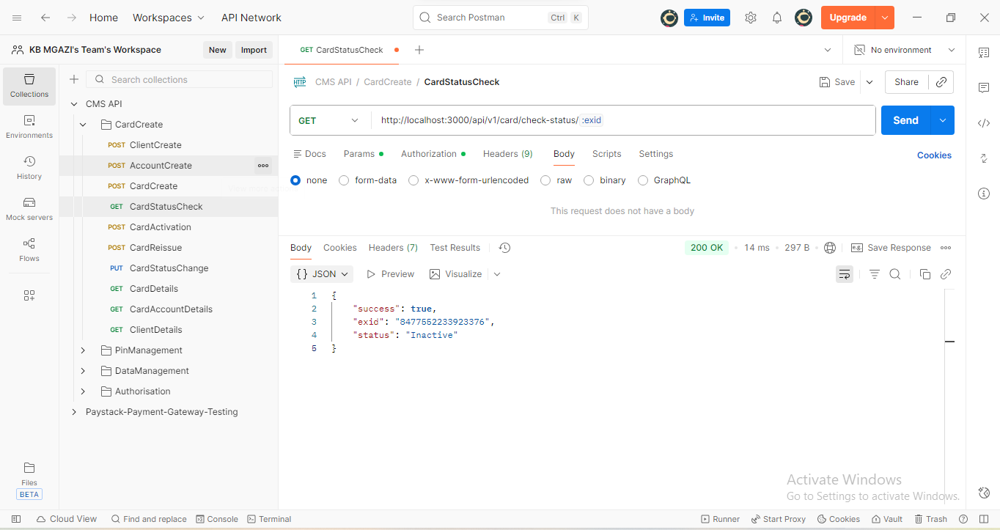 Home Workspaces API Network Search Postman Ctrl K Invite Upgrade
KB MGAZI's Team's Workspace New Import
GET CardStatusCheck No environment
Collections
Environments
History
Mock servers
Flows
Files
BETA
Search collections
CMS API
CardCreate
POST ClientCreate
POST AccountCreate
POST CardCreate
GET CardStatusCheck
POST CardActivation
POST CardReissue
PUT CardStatusChange
GET CardDetails
GET CardAccountDetails
GET ClientDetails
PinManagement
DataManagement
Authorisation
Paystack-Payment-Gateway-Testing
HTTP CMS API / CardCreate / CardStatusCheck Save Share
GET http://localhost:3000/api/v1/card/check-status/ :exid Send
Docs Params Authorization Headers (9) Body Scripts Settings Cookies
none form-data x-www-form-urlencoded raw binary GraphQL
This request does not have a body
Body Cookies Headers (7) Test Results 200 OK 14 ms 297 B e.g. Save Response
{} JSON Preview Visualize
1 {
2 "success": true,
3 "exid": "8477552233923376",
4 "status": "Inactive"
5 }
Activate Windows
Go to Settings to activate Windows.
Cloud View Find and replace Console Terminal Runner Start Proxy Cookies Vault Trash